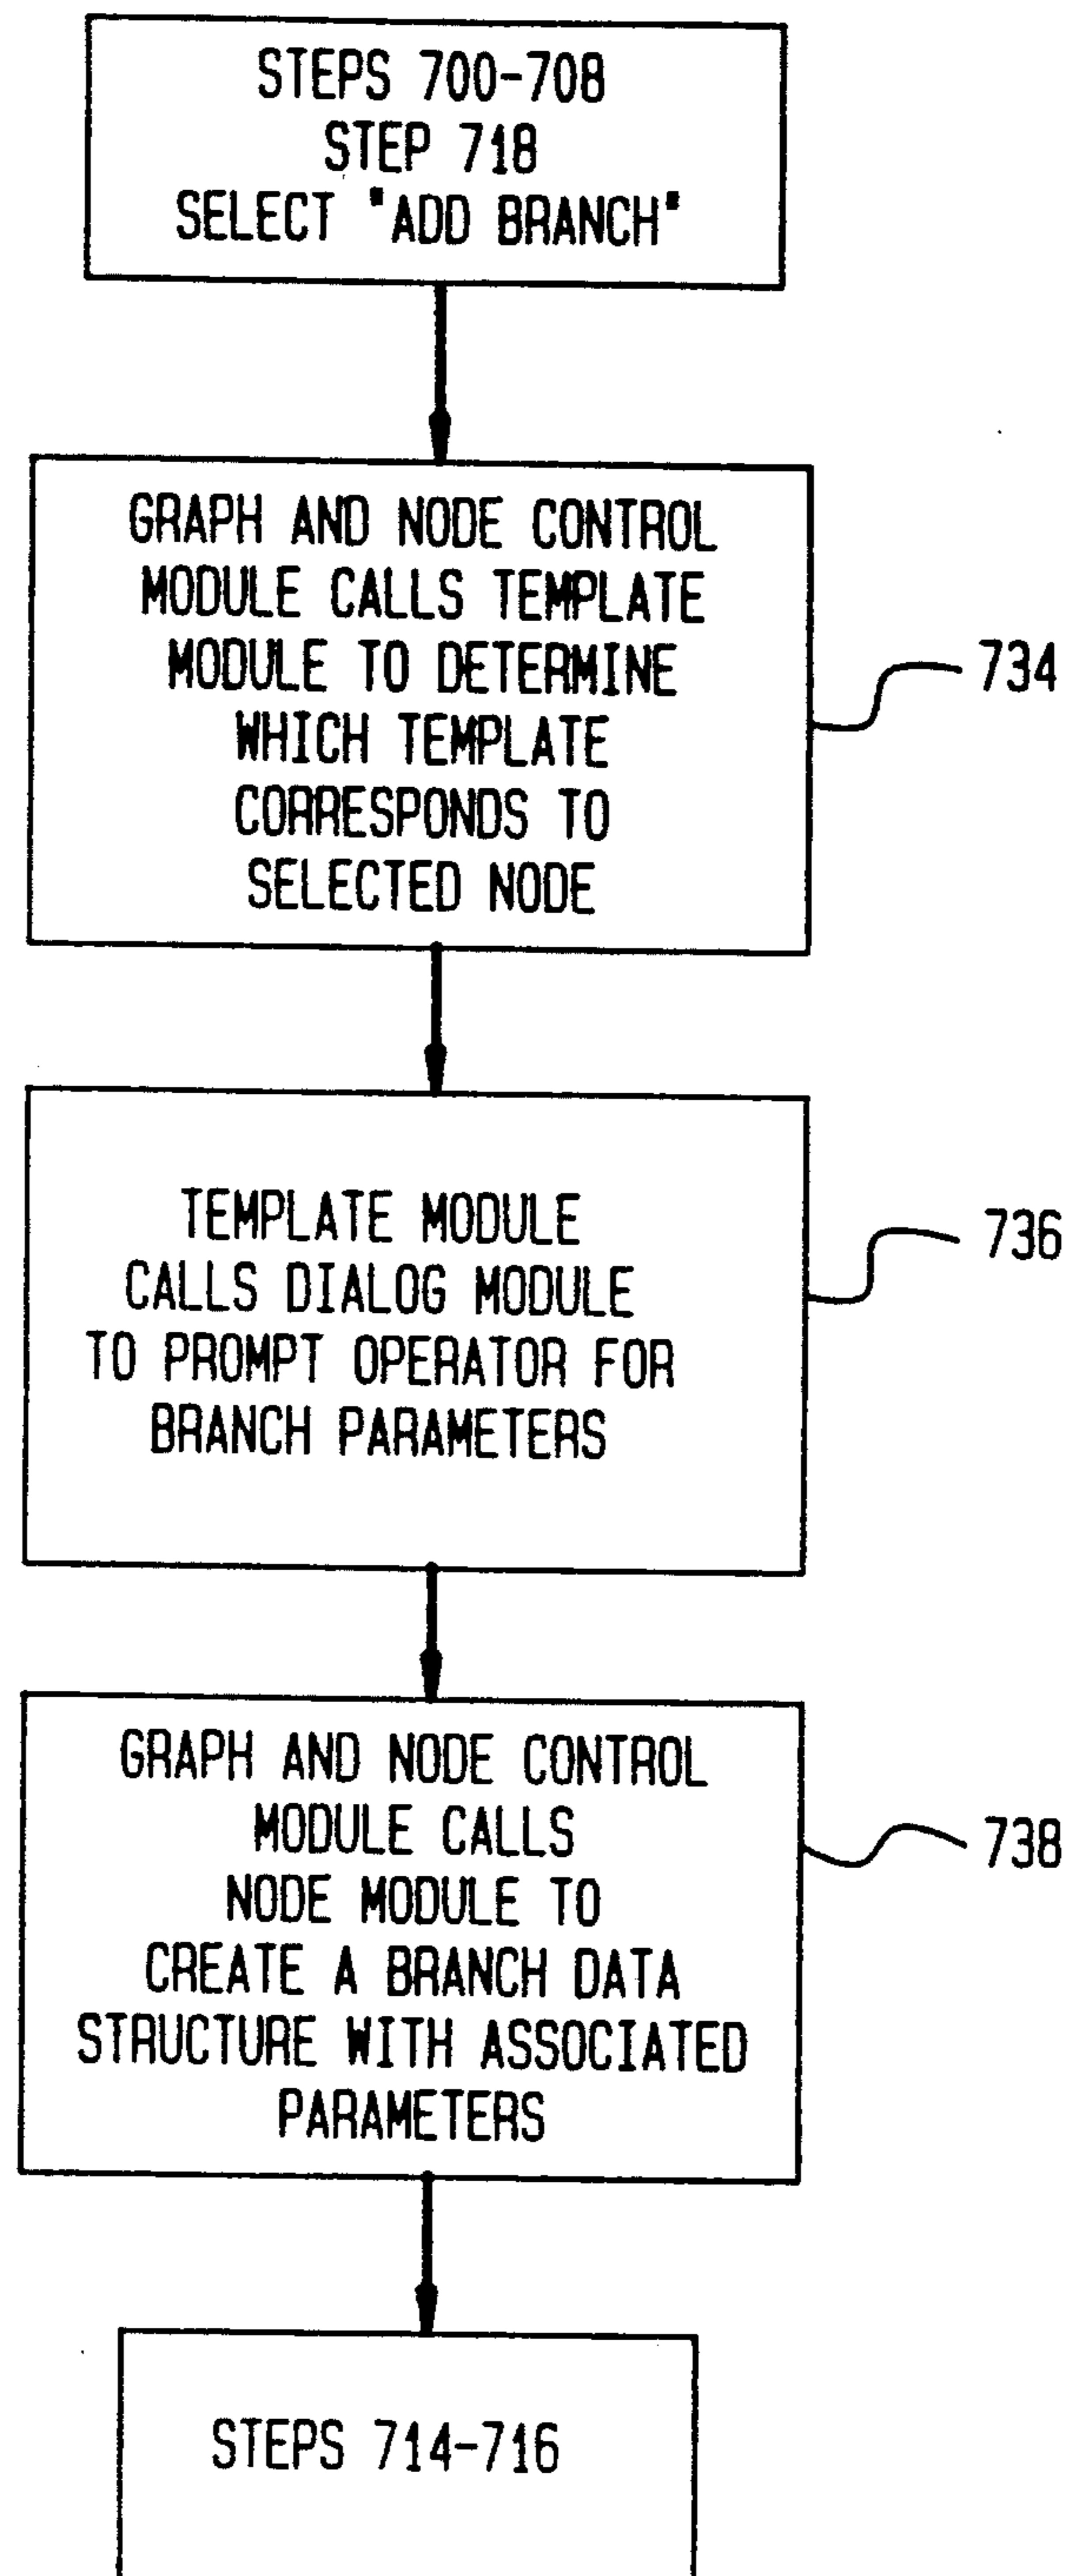 STEPS 700-708
STEP 718
SELECT "ADD BRANCH"
GRAPH AND NODE CONTROL
MODULE CALLS TEMPLATE
MODULE TO DETERMINE
WHICH TEMPLATE
CORRESPONDS TO
SELECTED NODE
734
TEMPLATE MODULE
CALLS DIALOG MODULE
TO PROMPT OPERATOR FOR
BRANCH PARAMETERS
736
GRAPH AND NODE CONTROL
MODULE CALLS
NODE MODULE TO
CREATE A BRANCH DATA
STRUCTURE WITH ASSOCIATED
PARAMETERS
738
STEPS 714-716